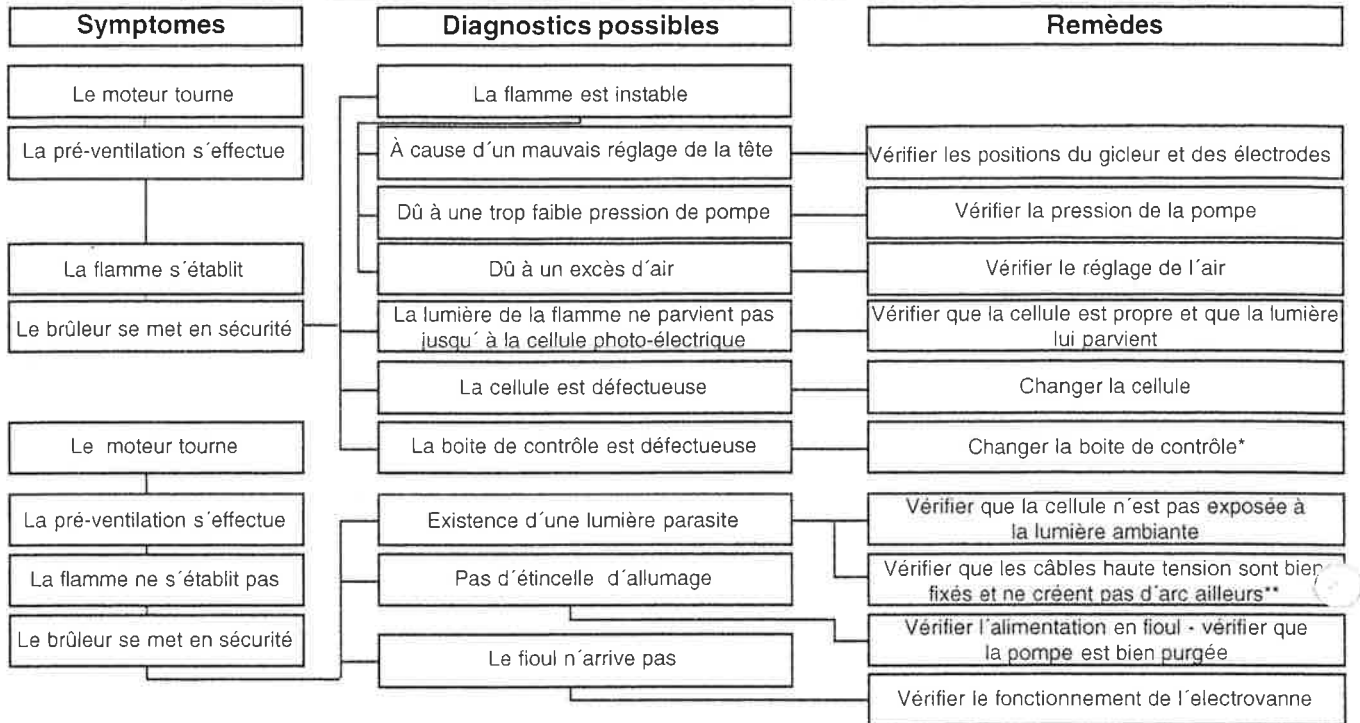 Symptomes
Diagnostics possibles
Remèdes
Le moteur tourne
La pré-ventilation s´effectue
La flamme s´établit
Le brûleur se met en sécurité
La flamme est instable
À cause d´un mauvais réglage de la tête
Vérifier les positions du gicleur et des électrodes
Dû à une trop faible pression de pompe
Vérifier la pression de la pompe
Dû à un excès d´air
Vérifier le réglage de l´air
La lumière de la flamme ne parvient pas
jusqu´ à la cellule photo-électrique
Vérifier que la cellule est propre et que la lumière
lui parvient
La cellule est défectueuse
Changer la cellule
La boite de contrôle est défectueuse
Changer la boite de contrôle*
Le moteur tourne
La pré-ventilation s´effectue
La flamme ne s´établit pas
Le brûleur se met en sécurité
Existence d´une lumière parasite
Vérifier que la cellule n´est pas exposée à
la lumière ambiante
Pas d´étincelle d´allumage
Vérifier que les câbles haute tension sont bien
fixés et ne créent pas d´arc ailleurs**
Le fioul n´arrive pas
Vérifier l´alimentation en fioul - vérifier que
la pompe est bien purgée
Vérifier le fonctionnement de l´electrovanne